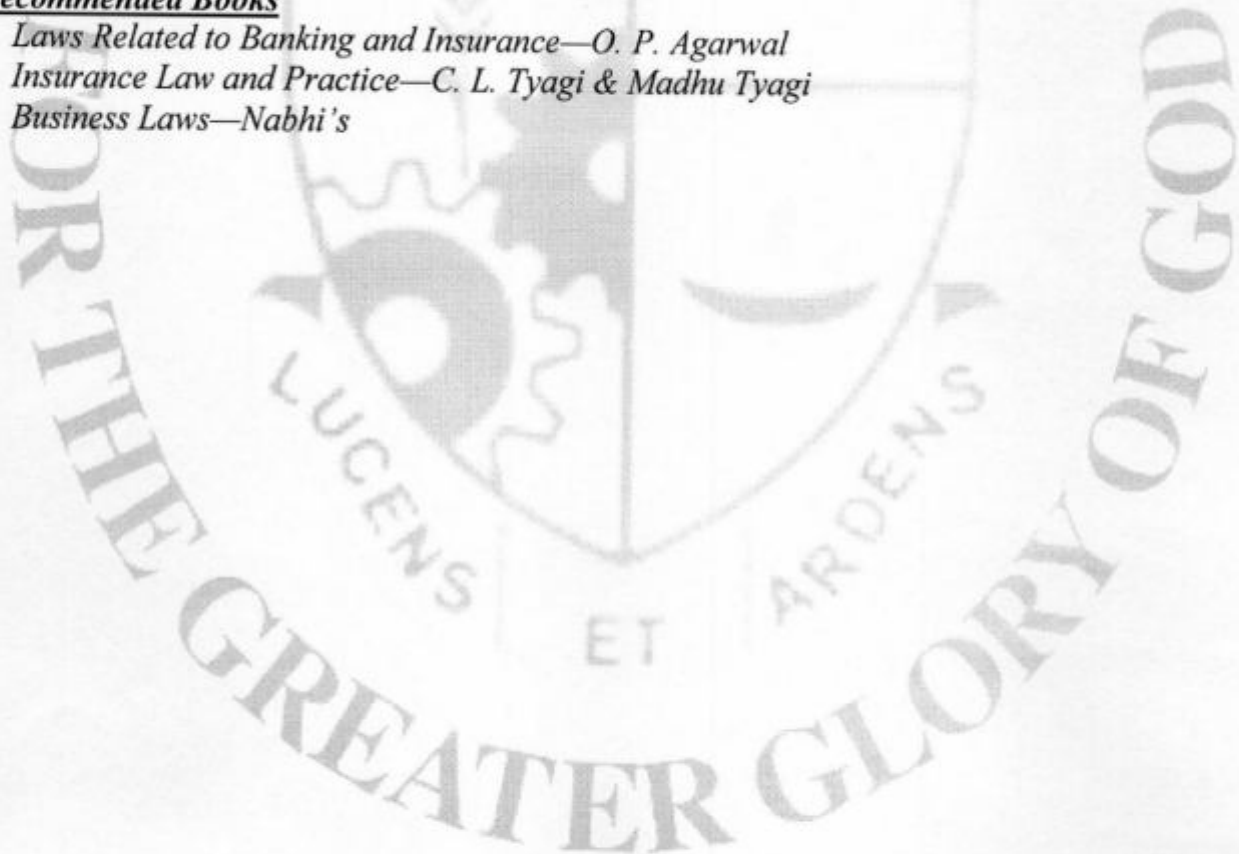 ecommended Books
Laws Related to Banking and Insurance—O. P. Agarwal
Insurance Law and Practice—C. L. Tyagi & Madhu Tyagi
Business Laws—Nabhi's
LUCENS ET ARDENS
FOR THE GREATER GLORY OF GOD